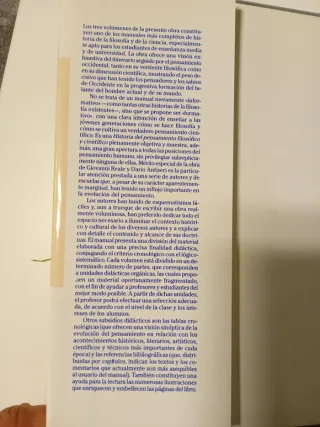 Los tres volúmenes de la presente obra constitu-
yen uno de los manuales más completos de his-
toria de la filosofía y de la ciencia, especialmen-
te apto para los estudiantes de enseñanza media
y de universidad. La obra ofrece una visión ex-
haustiva del itinerario seguido por el pensamiento
occidental, tanto en su vertiente filosófica como
en su dimensión científica, mostrando el peso de-
cisivo que han tenido los pensadores y los sabios
de Occidente en la progresiva formación del ta-
lante del hombre actual y de su mundo.
No se trata de un manual meramente «infor-
mativo» —como tantas otras historias de la filoso-
fía existentes—, sino que se propone ser «forma-
tivo», con una clara intención de enseñar a las
jóvenes generaciones cómo se hace filosofía y
cómo se cultiva un verdadero pensamiento cien-
tífico. Es una Historia del pensamiento filosófico
y científico plenamente objetiva y muestra, ade-
más, una gran apertura a todas las posiciones del
pensamiento humano, sin privilegiar subrepticia-
mente ninguna de ellas. Mérito especial de la obra
de Giovanni Reale y Dario Antiseri es la particu-
lar atención prestada a una serie de autores y de
escuelas que, a pesar de su carácter aparentemen-
te marginal, han tenido un influjo importante en
la evolución del pensamiento.
Los autores han huido de esquematismos fá-
ciles y, aun a trueque de escribir una obra real-
mente voluminosa, han preferido dedicar todo el
espacio necesario a iluminar el contexto históri-
co y cultural de los diversos autores y a explicar
con detalle el contenido y alcance de sus doctri-
nas. El manual presenta una división del material
elaborada con una precisa finalidad didáctica,
conjugando el criterio cronológico con el lógico-
sistemático. Cada volumen está dividido en un de-
terminado número de partes, que corresponden
a unidades didácticas orgánicas, las cuales propo-
nen un material oportunamente fragmentado,
con el fin de ayudar a profesores y estudiantes del
mejor modo posible. A partir de dichas unidades,
el profesor podrá efectuar una selección adecua-
da, de acuerdo con el nivel de la clase y los inte-
reses de los alumnos.
Otros subsidios didácticos son las tablas cro-
nológicas (que ofrecen una visión sinóptica de la
evolución del pensamiento en relación con los
acontecimientos históricos, literarios, artísticos,
científicos y técnicos más importantes de cada
época) y las referencias bibliográficas (que, distri-
buidas por capítulos, indican los textos y los co-
mentarios que actualmente son más asequibles
al usuario del manual). También constituyen una
ayuda para la lectura las numerosas ilustraciones
que enriquecen y embellecen las páginas del libro.